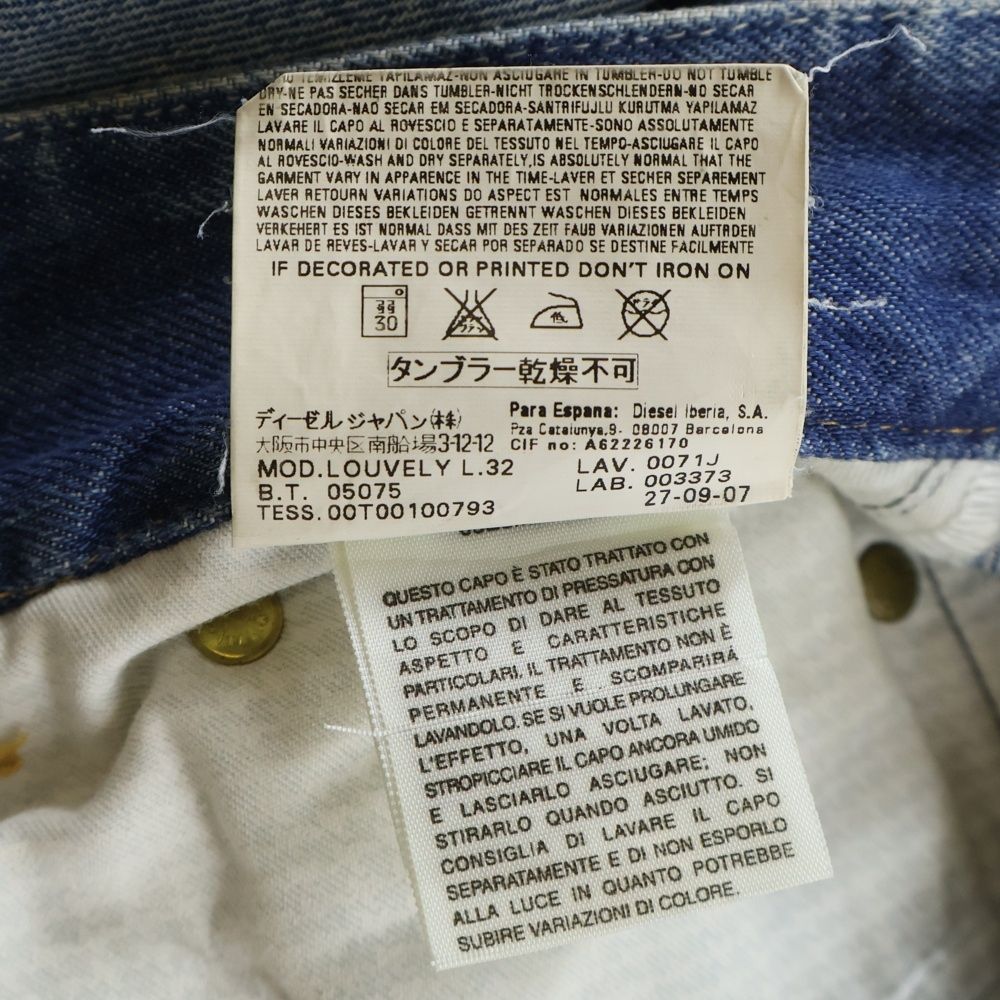 TEMIZLEME YAPILAMAZ-NON ASCIUGARE IN TUMBLER-DO NOT TUMBLE
DRY-NE PAS SECHER DANS TUMBLER-NICHT TROCKENSCHLENDERN-NO SECAR
EN SECADORA-NAO SECAR EM SECADORA-SANTRIFUJLU KURUTMA YAPILAMAZ
LAVARE IL CAPO AL ROVESCIO E SEPARATAMENTE-SONO ASSOLUTAMENTE
NORMALI VARIAZIONI DI COLORE DEL TESSUTO NEL TEMPO-ASCIUGARE IL CAPO
AL ROVESCIO-WASH AND DRY SEPARATELY,IS ABSOLUTELY NORMAL THAT THE
GARMENT VARY IN APPARENCE IN THE TIME-LAVER ET SECHER SEPAREMENT
LAVER RETOURN VARIATIONS DO ASPECT EST NORMALES ENTRE TEMPS
WASCHEN DIESES BEKLEIDEN GETRENNT WASCHEN DIESES BEKLEIDEN
VERKEHERT ES IST NORMAL DASS MIT DES ZEIT FAUB VARIAZIONEN AUFTRDEN
LAVAR DE REVES-LAVAR Y SECAR POR SEPARADO SE DESTINE FACILMENTE
IF DECORATED OR PRINTED DON'T IRON ON
30 低
タンブラー乾燥不可
ディーゼル ジャパン(株)
大阪市中央区南船場3-12-12
Para Espana: Diesel Iberia, S.A.
Pza Catalunya,9- 08007 Barcelona
CIF no: A62226170
MOD.LOUVELY L.32
B.T. 05075
TESS.00T00100793
LAV. 0071J
LAB. 003373
27-09-07
QUESTO CAPO È STATO TRATTATO CON
UN TRATTAMENTO DI PRESSATURA CON
LO SCOPO DI DARE AL TESSUTO
ASPETTO E CARATTERISTICHE
PARTICOLARI. IL TRATTAMENTO NON È
PERMANENTE E SCOMPARIRÁ
LAVANDOLO. SE SI VUOLE PROLUNGARE
L'EFFETTO, UNA VOLTA LAVATO,
STROPICCIARE IL CAPO ANCORA UMIDO
E LASCIARLO ASCIUGARE; NON
STIRARLO QUANDO ASCIUTTO. SI
CONSIGLIA DI LAVARE IL CAPO
SEPARATAMENTE E DI NON ESPORLO
ALLA LUCE IN QUANTO POTREBBE
SUBIRE VARIAZIONI DI COLORE.